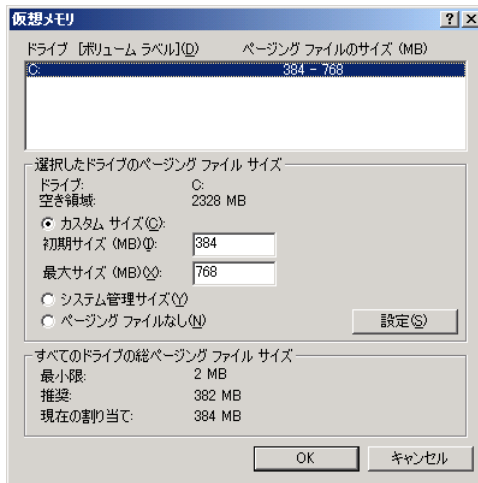 仮想メモリ
ドライブ [ボリューム ラベル](D) ページング ファイルのサイズ (MB)
C: 384 - 768
選択したドライブのページング ファイル サイズ
ドライブ: C:
空き領域: 2328 MB
カスタム サイズ(C):
初期サイズ (MB)(I): 384
最大サイズ (MB)(X): 768
システム管理サイズ(Y)
ページング ファイルなし(N) 設定(S)
すべてのドライブの総ページング ファイル サイズ
最小限: 2 MB
推奨: 382 MB
現在の割り当て: 384 MB
OK キャンセル